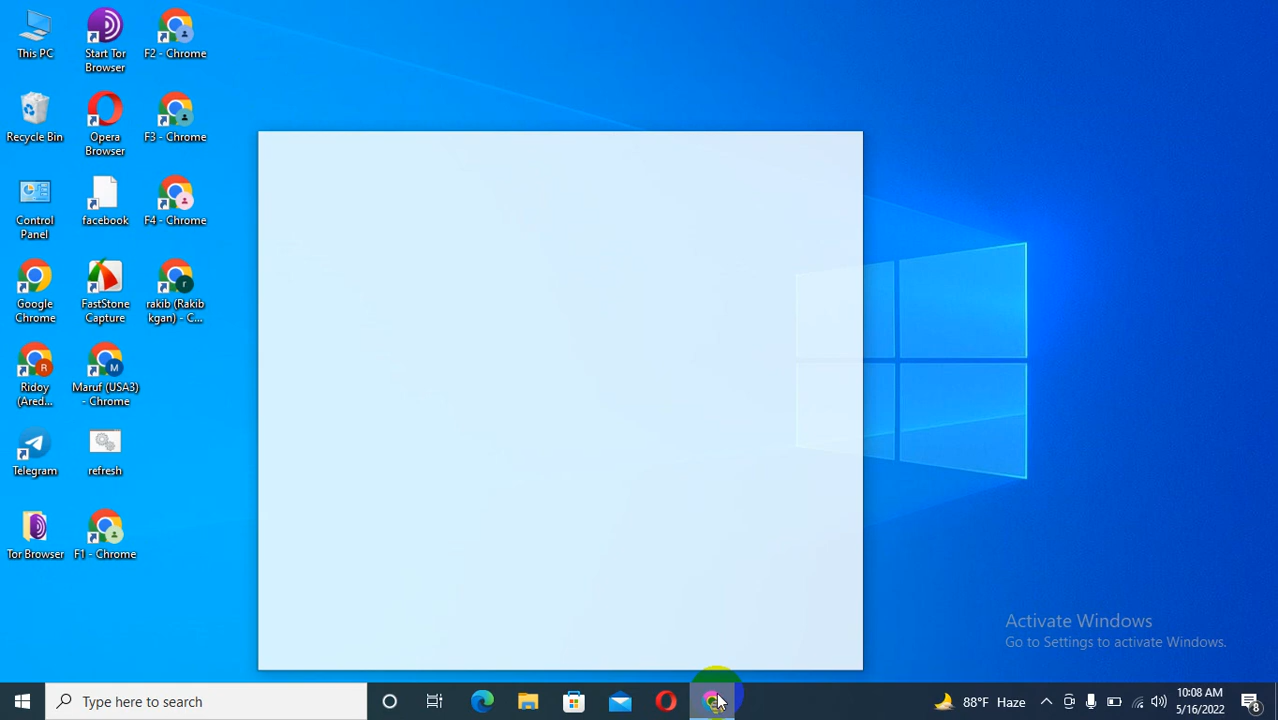 This PC
Start Tor
Browser
F2 - Chrome
Recycle Bin
Opera
Browser
F3 - Chrome
Control
Panel
facebook
F4 - Chrome
Google
Chrome
FastStone
Capture
rakib (Rakib
kgan) - C...
Ridoy
(Ared...
Maruf (USA3)
- Chrome
Telegram
refresh
Tor Browser
F1 - Chrome
Activate Windows
Go to Settings to activate Windows.
Type here to search
88°F Haze
10:08 AM
5/16/2022
8